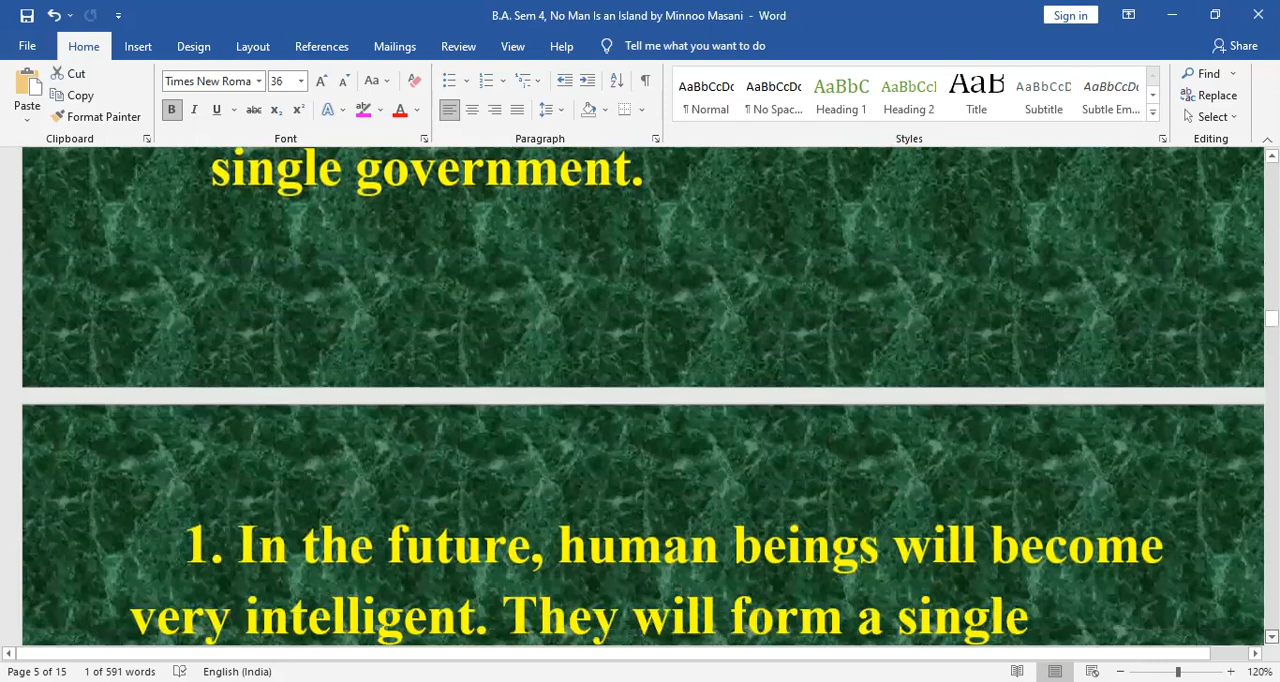 B.A. Sem 4, No Man Is an Island by Minnoo Masani - Word
Sign in
File Home Insert Design Layout References Mailings Review View Help Tell me what you want to do Share
Paste Cut Copy Format Painter
Times New Roma 36
AaBbCcDc AaBbCcDc AaBbC AaBbCcI AaB AaBbCcD AaBbCcDt
¶ Normal ¶ No Spac... Heading 1 Heading 2 Title Subtitle Subtle Em...
Find Replace Select
Clipboard Font Paragraph Styles Editing
single government.
1. In the future, human beings will become
very intelligent. They will form a single
Page 5 of 15 1 of 591 words English (India) 120%